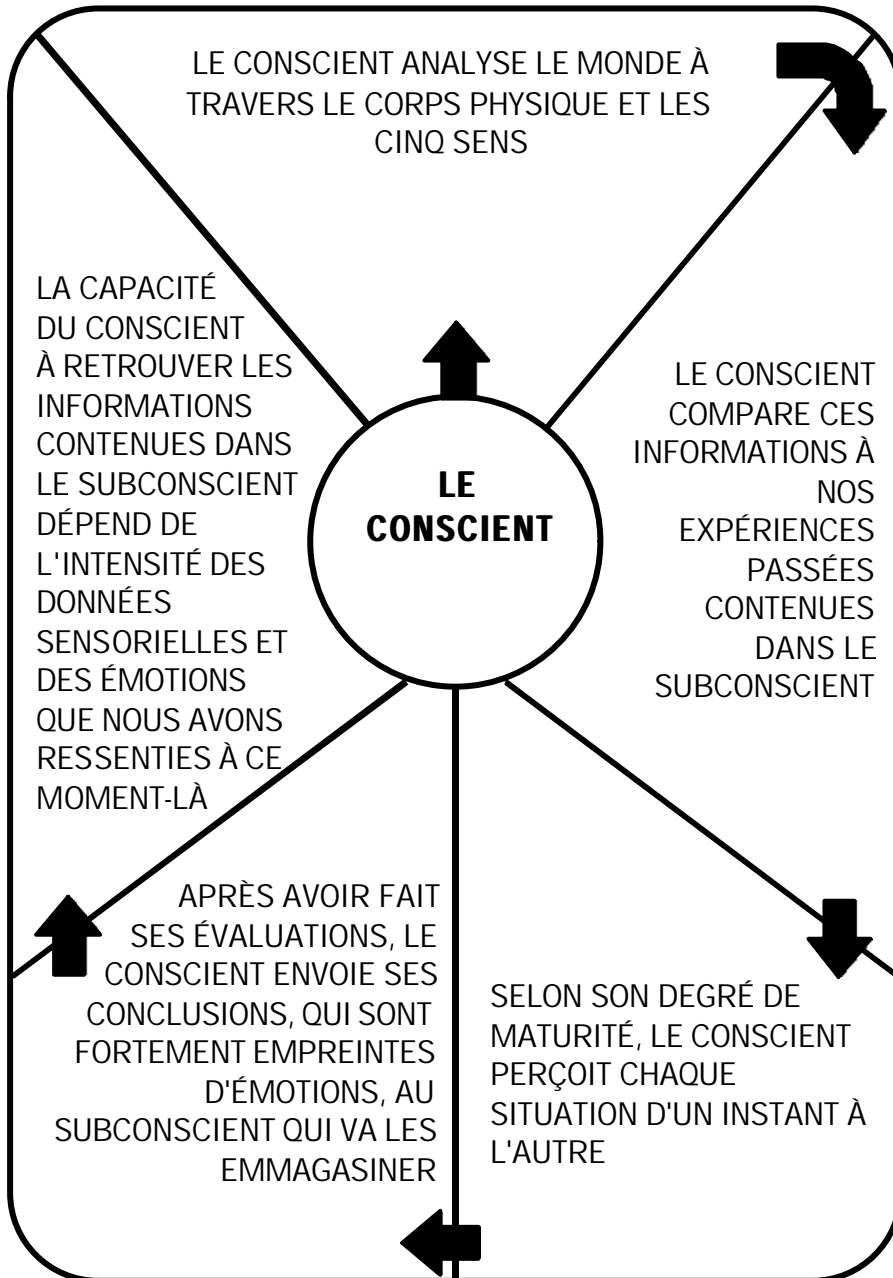 LE CONSCIENT ANALYSE LE MONDE À
TRAVERS LE CORPS PHYSIQUE ET LES
CINQ SENS
LE
CONSCIENT
LE CONSCIENT
COMPARE CES
INFORMATIONS À
NOS
EXPÉRIENCES
PASSÉES
CONTENUES
DANS LE
SUBCONSCIENT
SELON SON DEGRÉ DE
MATURITÉ, LE CONSCIENT
PERÇOIT CHAQUE
SITUATION D'UN INSTANT À
L'AUTRE
APRÈS AVOIR FAIT
SES ÉVALUATIONS, LE
CONSCIENT ENVOIE SES
CONCLUSIONS, QUI SONT
FORTEMENT EMPREINTES
D'ÉMOTIONS, AU
SUBCONSCIENT QUI VA LES
EMMAGASINER
LA CAPACITÉ
DU CONSCIENT
À RETROUVER LES
INFORMATIONS
CONTENUES DANS
LE SUBCONSCIENT
DÉPEND DE
L'INTENSITÉ DES
DONNÉES
SENSORIELLES ET
DES ÉMOTIONS
QUE NOUS AVONS
RESSENTIES À CE
MOMENT-LÀ